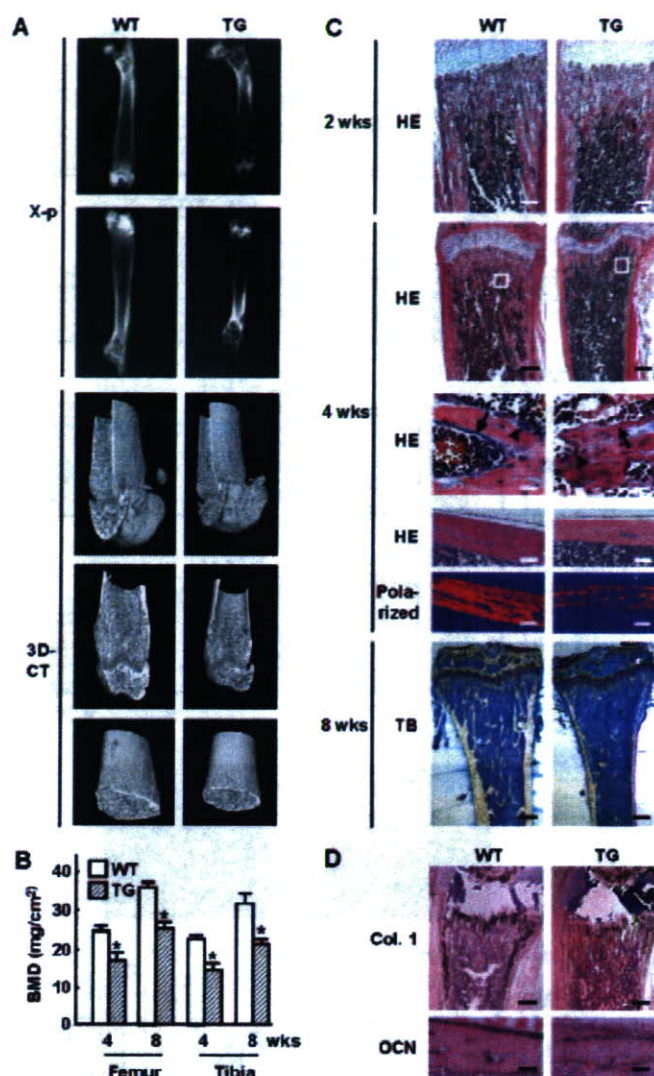 A
WT
TG
X-p
3D-
CT
B
BMD (mg/cm²)
40
30
20
10
0
WT
TG
*
*
*
*
4
8
4
8
wks
Femur
Tibia
C
WT
TG
2 wks
HE
4 wks
HE
HE
HE
Pola-
rized
8 wks
TB
D
WT
TG
Col. 1
OCN